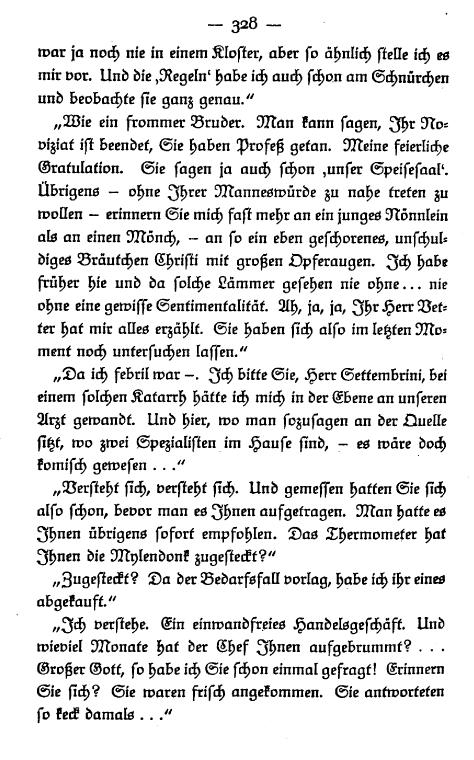 — 328 —
war ja noch nie in einem Kloster, aber so ähnlich stelle ich es
mir vor. Und die ‚Regeln‘ habe ich auch schon am Schnürchen
und beobachte sie ganz genau.“
„Wie ein frommer Bruder. Man kann sagen, Ihr No-
viziat ist beendet, Sie haben Profeß getan. Meine feierliche
Gratulation. Sie sagen ja auch schon ‚unser Speisesaal‘.
Übrigens – ohne Ihrer Manneswürde zu nahe treten zu
wollen – erinnern Sie mich fast mehr an ein junges Nönnlein
als an einen Mönch, – an so ein eben geschorenes, unschul-
diges Bräutchen Christi mit großen Opferaugen. Ich habe
früher hie und da solche Lämmer gesehen nie ohne... nie
ohne eine gewisse Sentimentalität. Ah, ja, ja, Ihr Herr Vet-
ter hat mir alles erzählt. Sie haben sich also im letzten Mo-
ment noch untersuchen lassen.“
„Da ich febril war –. Ich bitte Sie, Herr Settembrini, bei
einem solchen Katarrh hätte ich mich in der Ebene an unseren
Arzt gewandt. Und hier, wo man sozusagen an der Quelle
sitzt, wo zwei Spezialisten im Hause sind, – es wäre doch
komisch gewesen . . .“
„Versteht sich, versteht sich. Und gemessen hatten Sie sich
also schon, bevor man es Ihnen aufgetragen. Man hatte es
Ihnen übrigens sofort empfohlen. Das Thermometer hat
Ihnen die Mylendonk zugesteckt?“
„Zugesteckt? Da der Bedarfsfall vorlag, habe ich ihr eines
abgekauft.“
„Ich verstehe. Ein einwandfreies Handelsgeschäft. Und
wieviel Monate hat der Chef Ihnen aufgebrummt? . . .
Großer Gott, so habe ich Sie schon einmal gefragt! Erinnern
Sie sich? Sie waren frisch angekommen. Sie antworteten
so keck damals . . .“